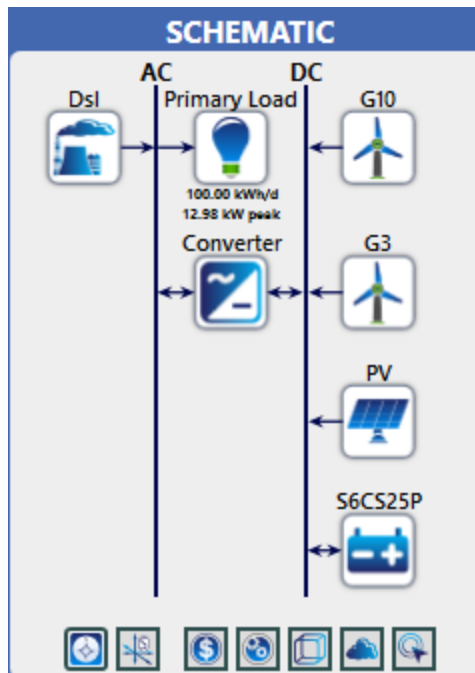 SCHEMATIC
AC DC
Dsl Primary Load G10
100.00 kWh/d
12.98 kW peak
Converter G3
PV
S6CS25P